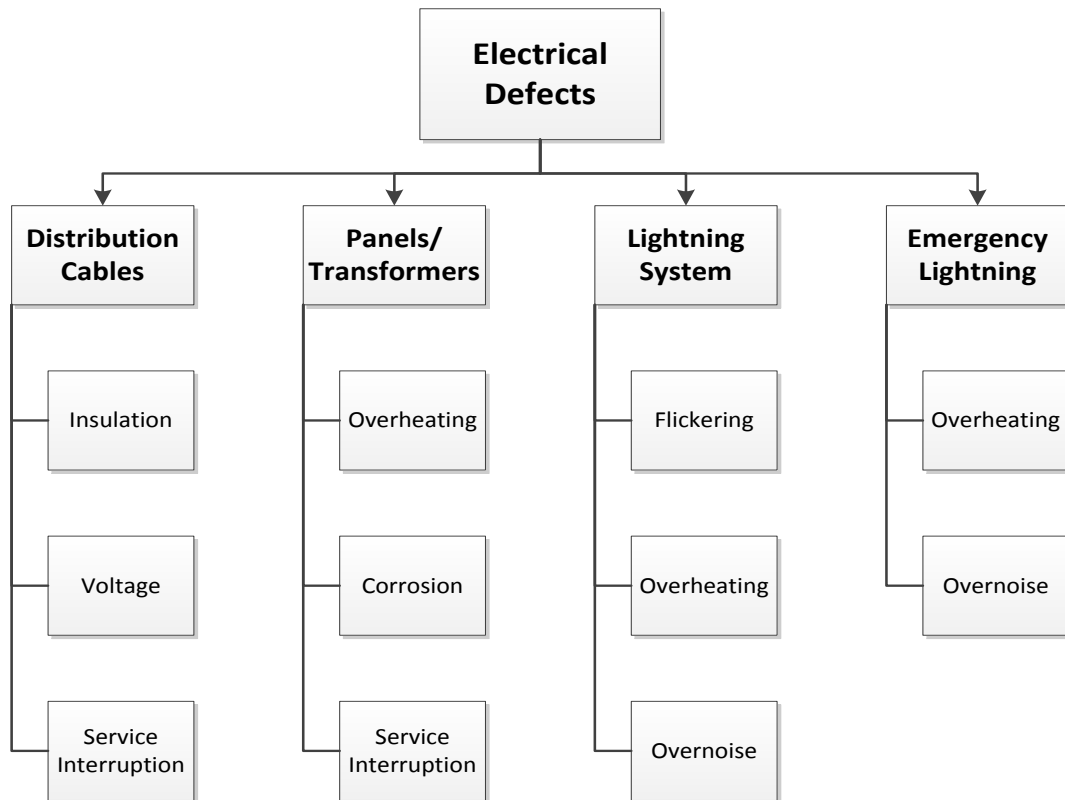 Electrical
Defects
Distribution
Cables
Panels/
Transformers
Lightning
System
Emergency
Lightning
Insulation
Overheating
Flickering
Overheating
Voltage
Corrosion
Overheating
Overnoise
Service
Interruption
Service
Interruption
Overnoise